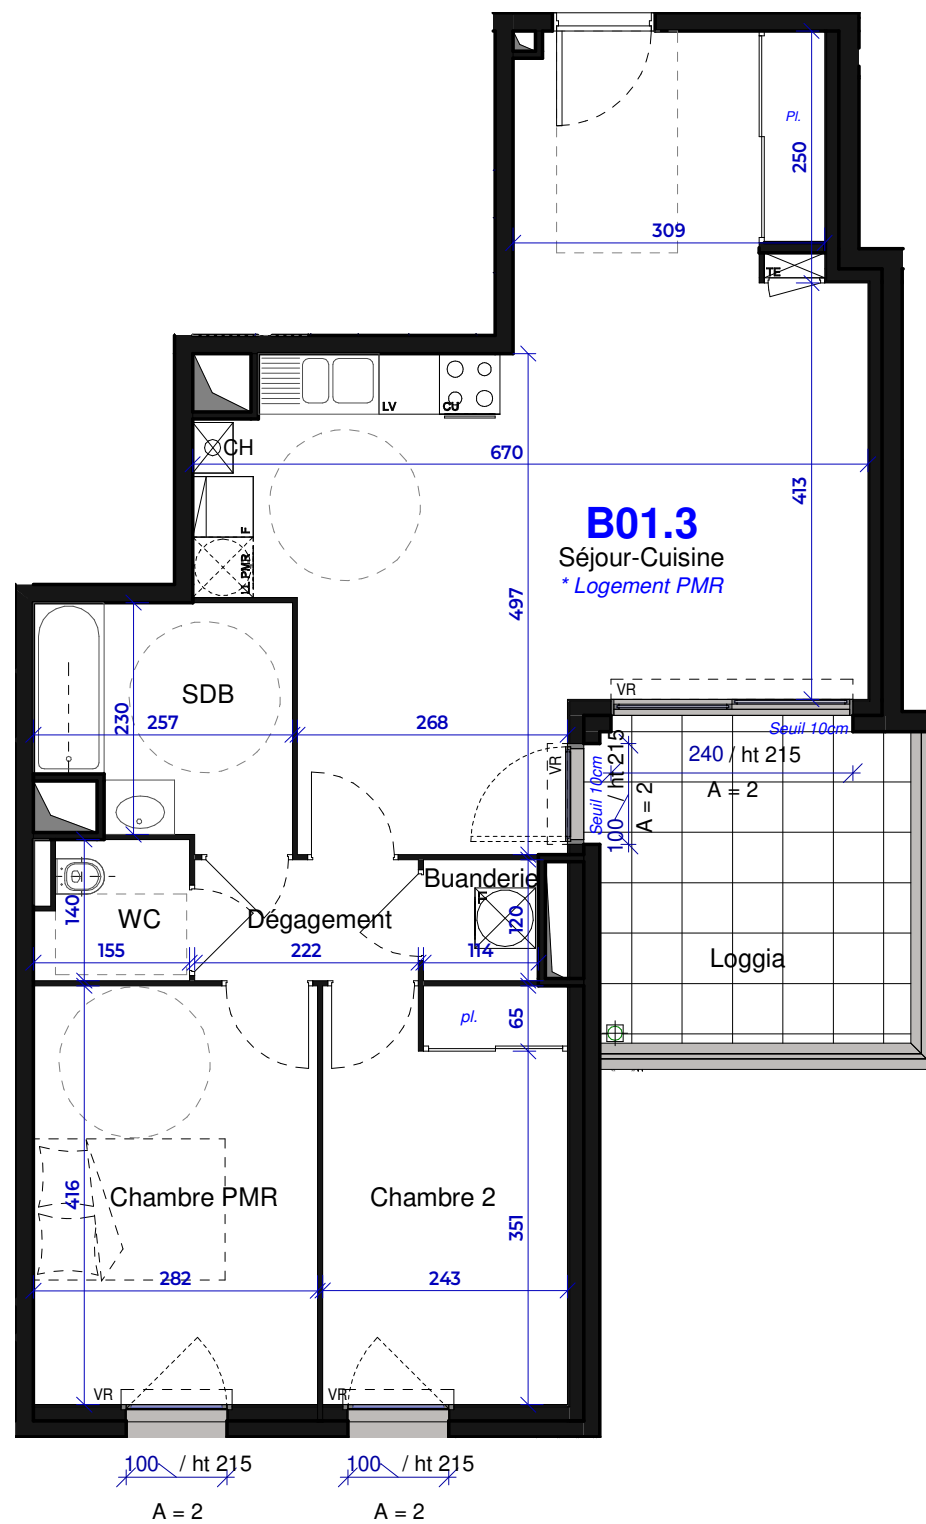 Pl.
250
309
TE
LV
CU
CH
670
413
B01.3
Séjour-Cuisine
* Logement PMR
F
LL PMR
497
SDB
VR
230
257
268
Seuil 10cm
240 / ht 215
A = 2
VR
Seuil 10cm
100 / ht 215
A = 2
Buanderie
140
WC
Dégagement
120
155
222
114
Loggia
pl.
65
416
Chambre PMR
Chambre 2
351
282
243
VR
VR
100 / ht 215
100 / ht 215
A = 2
A = 2